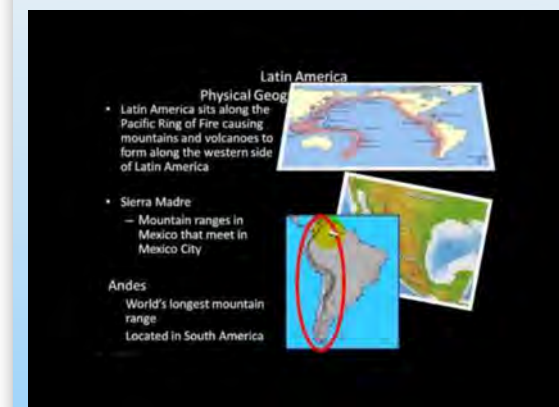 Latin America
Physical Geog
• Latin America sits along the
Pacific Ring of Fire causing
mountains and volcanoes to
form along the western side
of Latin America
• Sierra Madre
– Mountain ranges in
Mexico that meet in
Mexico City
Andes
World's longest mountain
range
Located in South America